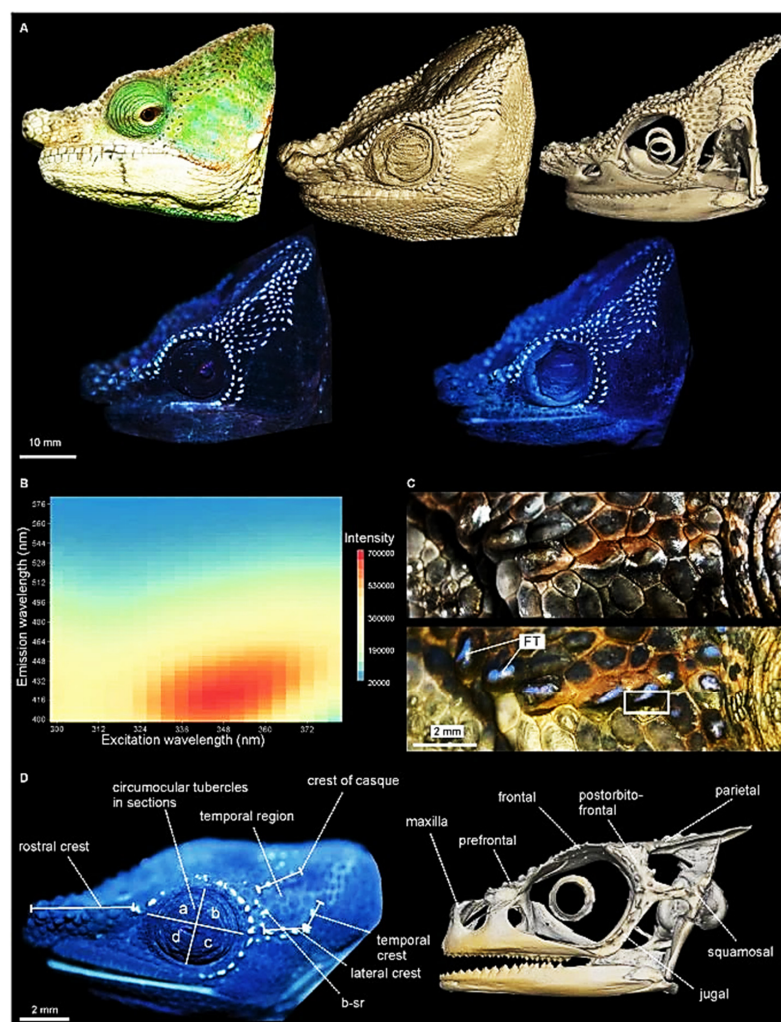 A
10 mm
B
Emission wavelength (nm)
576
560
544
528
512
496
480
464
448
432
416
400
300
312
324
336
348
360
372
Excitation wavelength (nm)
Intensity
700000
530000
360000
190000
20000
C
FT
2 mm
D
circumocular tubercles
in sections
crest of casque
temporal region
rostral crest
a
b
d
c
temporal
crest
lateral crest
b-sr
2 mm
maxilla
prefrontal
frontal
postorbito-
frontal
parietal
squamosal
jugal